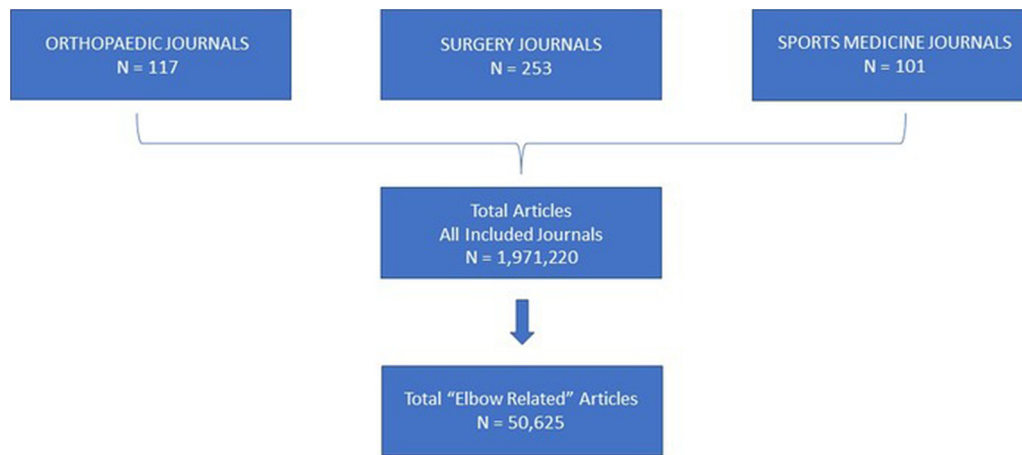 ORTHOPAEDIC JOURNALS
N = 117
SURGERY JOURNALS
N = 253
SPORTS MEDICINE JOURNALS
N = 101
Total Articles
All Included Journals
N = 1,971,220
Total “Elbow Related” Articles
N = 50,625